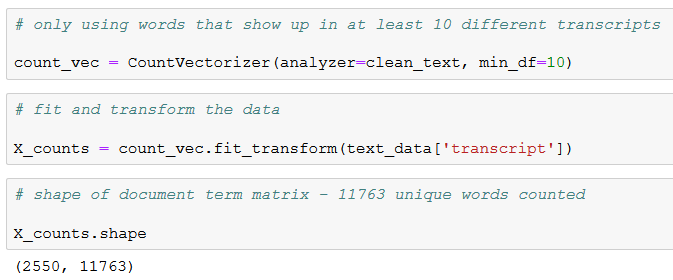 # only using words that show up in at least 10 different transcripts
count_vec = CountVectorizer(analyzer=clean_text, min_df=10)
# fit and transform the data
X_counts = count_vec.fit_transform(text_data['transcript'])
# shape of document term matrix - 11763 unique words counted
X_counts.shape
(2550, 11763)